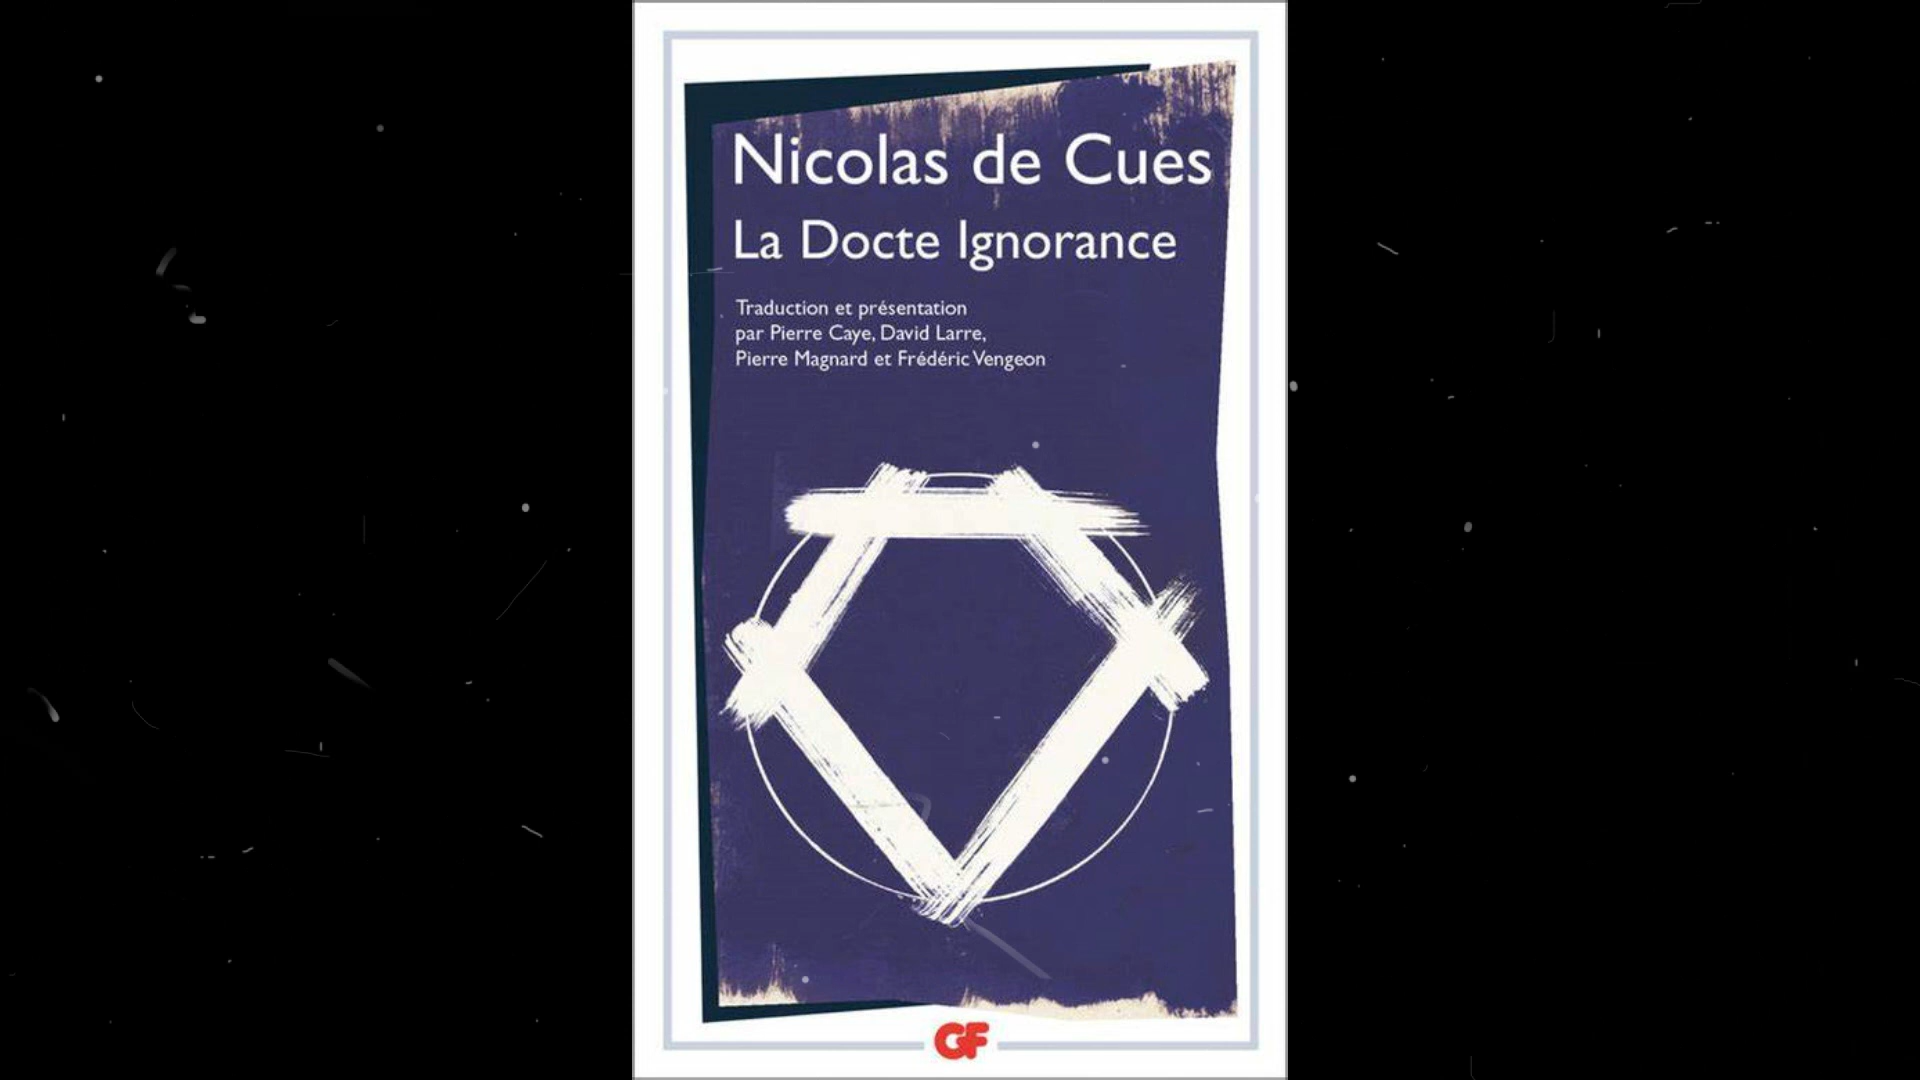 Nicolas de Cues
La Docte Ignorance
Traduction et présentation
par Pierre Caye, David Larre,
Pierre Magnard et Frédéric Vengeon
GF